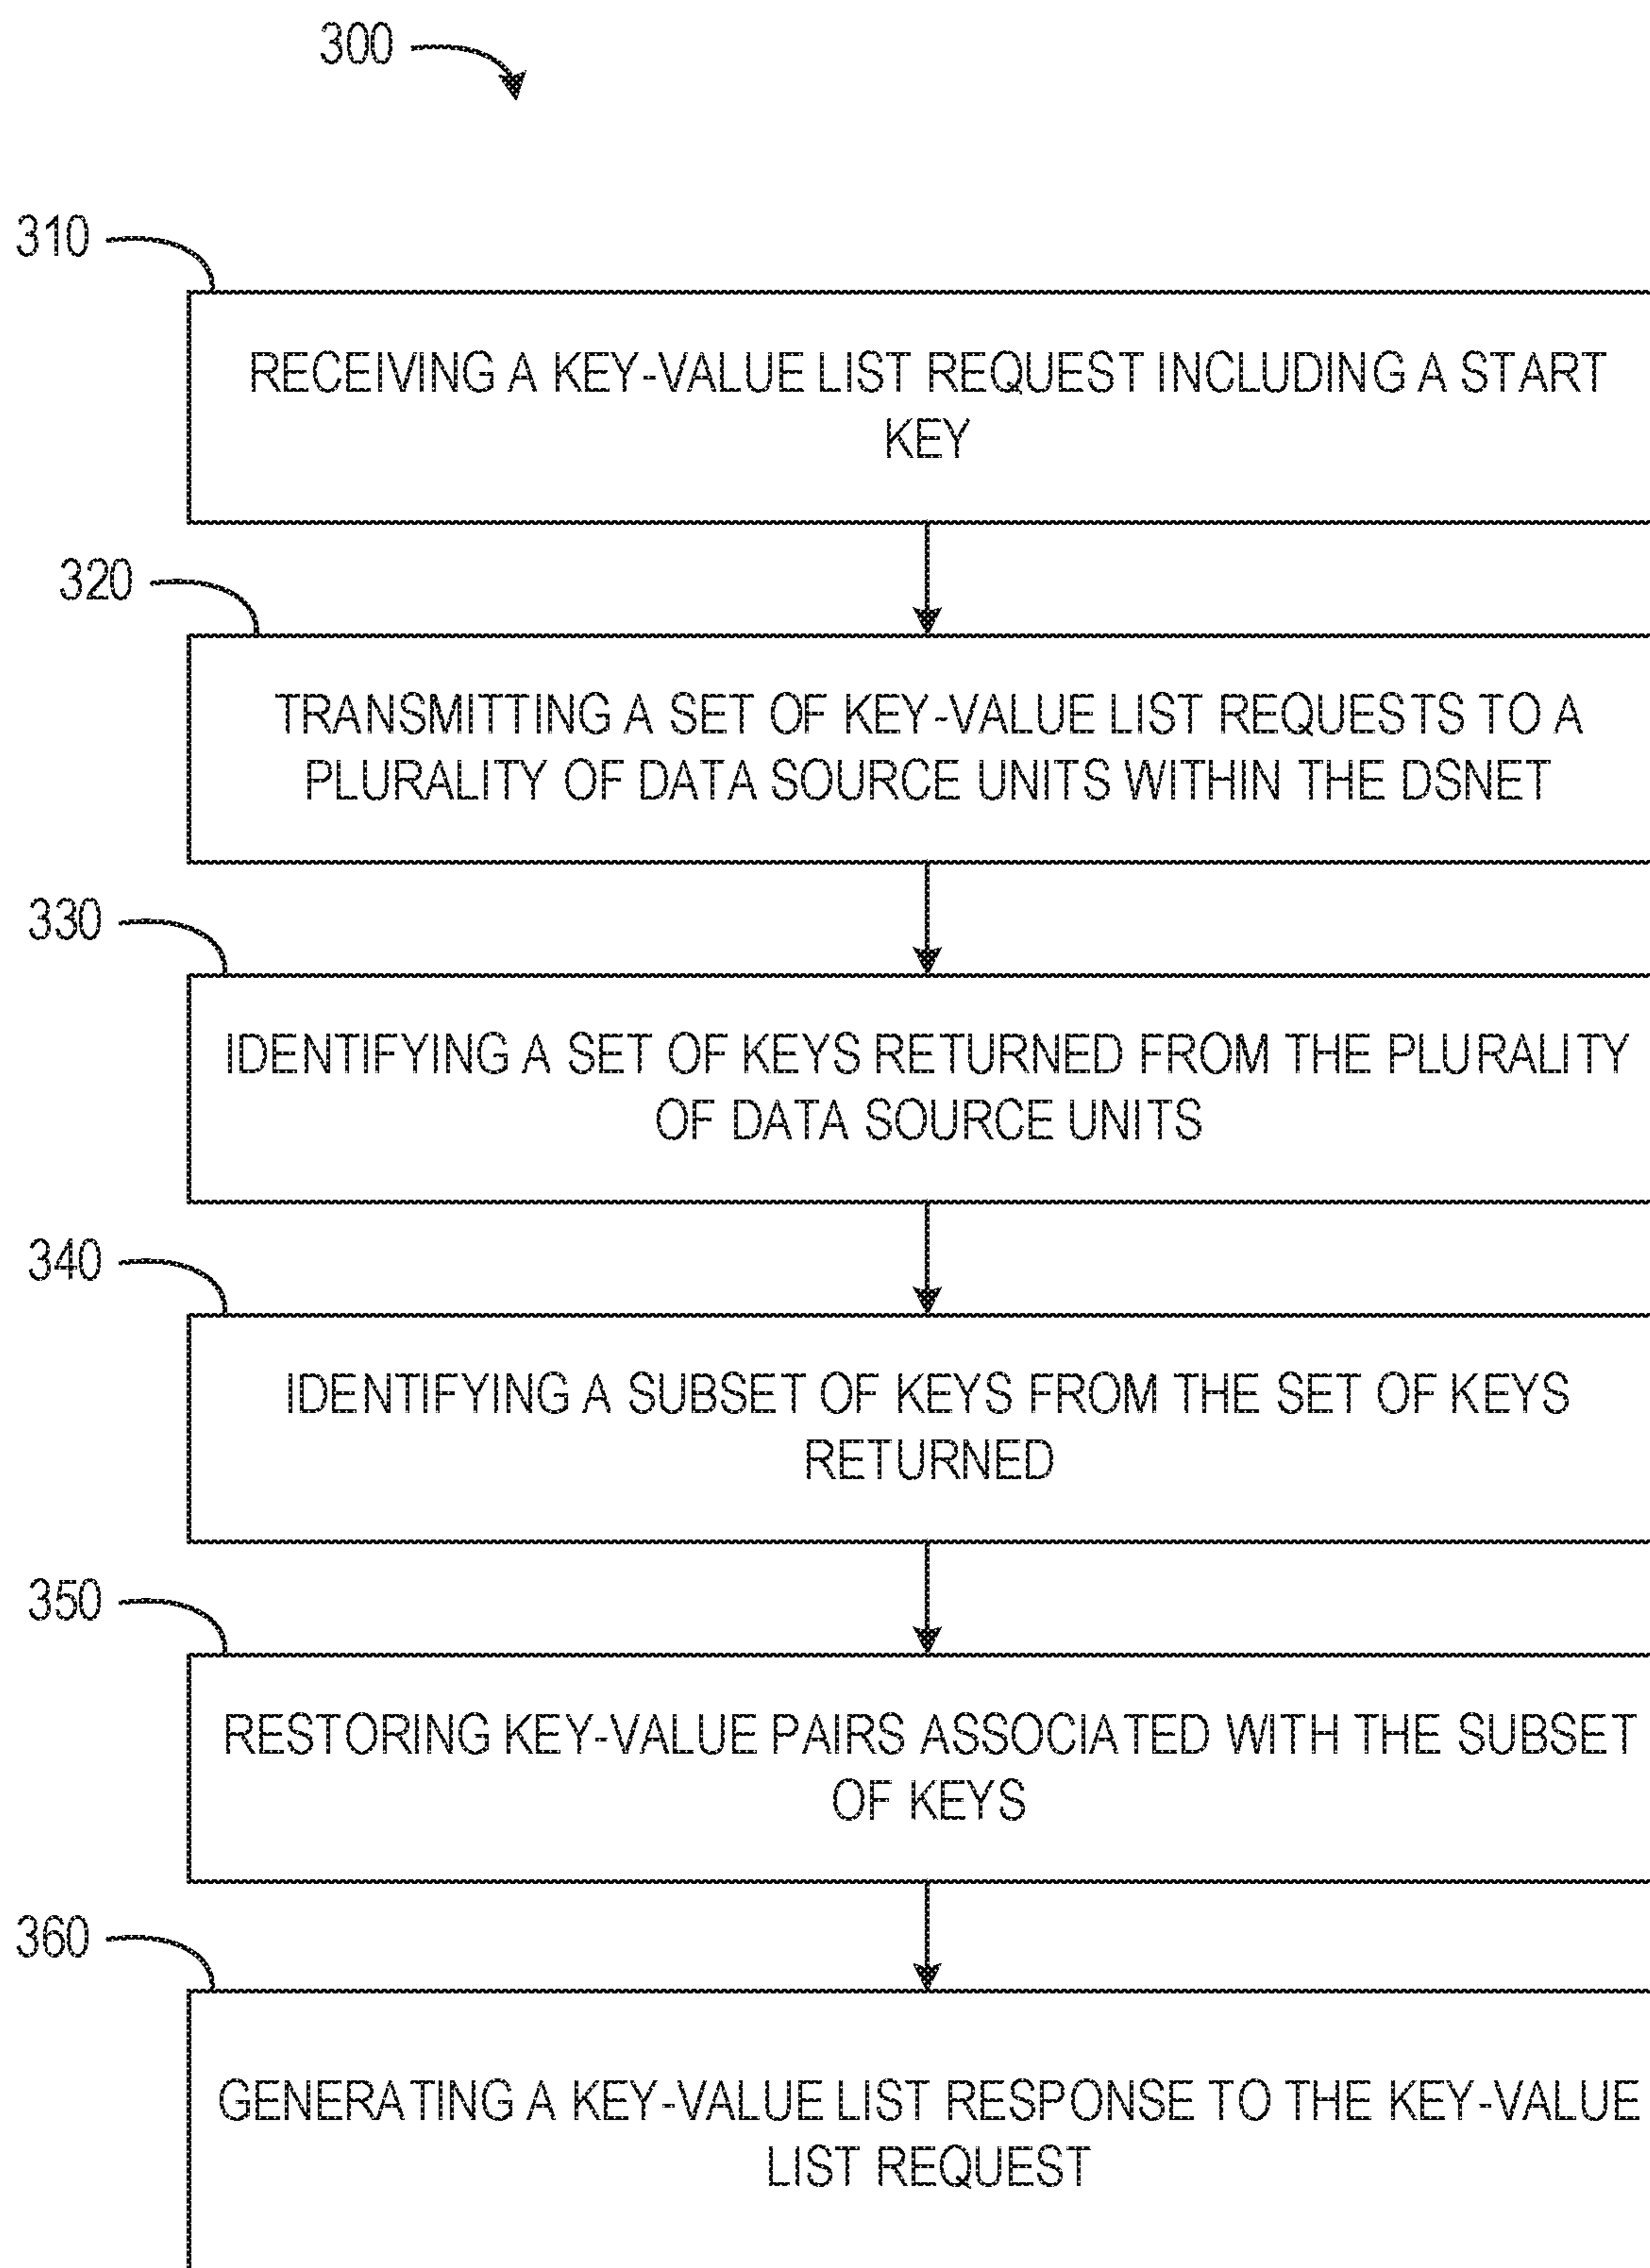 300
310
RECEIVING A KEY-VALUE LIST REQUEST INCLUDING A START
KEY
320
TRANSMITTING A SET OF KEY-VALUE LIST REQUESTS TO A
PLURALITY OF DATA SOURCE UNITS WITHIN THE DSNET
330
IDENTIFYING A SET OF KEYS RETURNED FROM THE PLURALITY
OF DATA SOURCE UNITS
340
IDENTIFYING A SUBSET OF KEYS FROM THE SET OF KEYS
RETURNED
350
RESTORING KEY-VALUE PAIRS ASSOCIATED WITH THE SUBSET
OF KEYS
360
GENERATING A KEY-VALUE LIST RESPONSE TO THE KEY-VALUE
LIST REQUEST